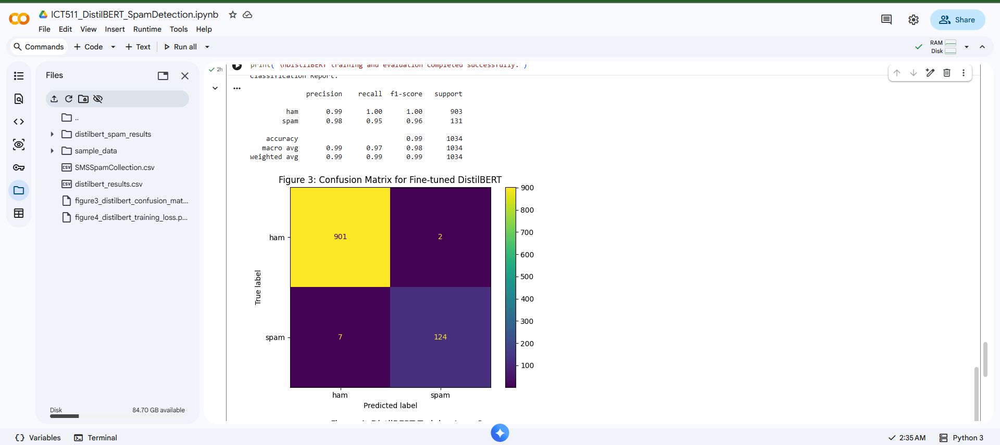 ICT511_DistilBERT_SpamDetection.ipynb
File Edit View Insert Runtime Tools Help
Share
Commands + Code + Text Run all
RAM
Disk
Files
..
distilbert_spam_results
sample_data
SMSSpamCollection.csv
distilbert_results.csv
figure3_distilbert_confusion_mat...
figure4_distilbert_training_loss.p...
Disk 84.70 GB available
2h
print("\nDistilBERT training and evaluation completed successfully.")
Classification Report:
precision recall f1-score support
ham 0.99 1.00 1.00 903
spam 0.98 0.95 0.96 131
accuracy 0.99 1034
macro avg 0.99 0.97 0.98 1034
weighted avg 0.99 0.99 0.99 1034
Figure 3: Confusion Matrix for Fine-tuned DistilBERT
900
800
700
600
500
400
300
200
100
True label
ham 901 2
spam 7 124
ham spam
Predicted label
Variables Terminal
2:35 AM Python 3